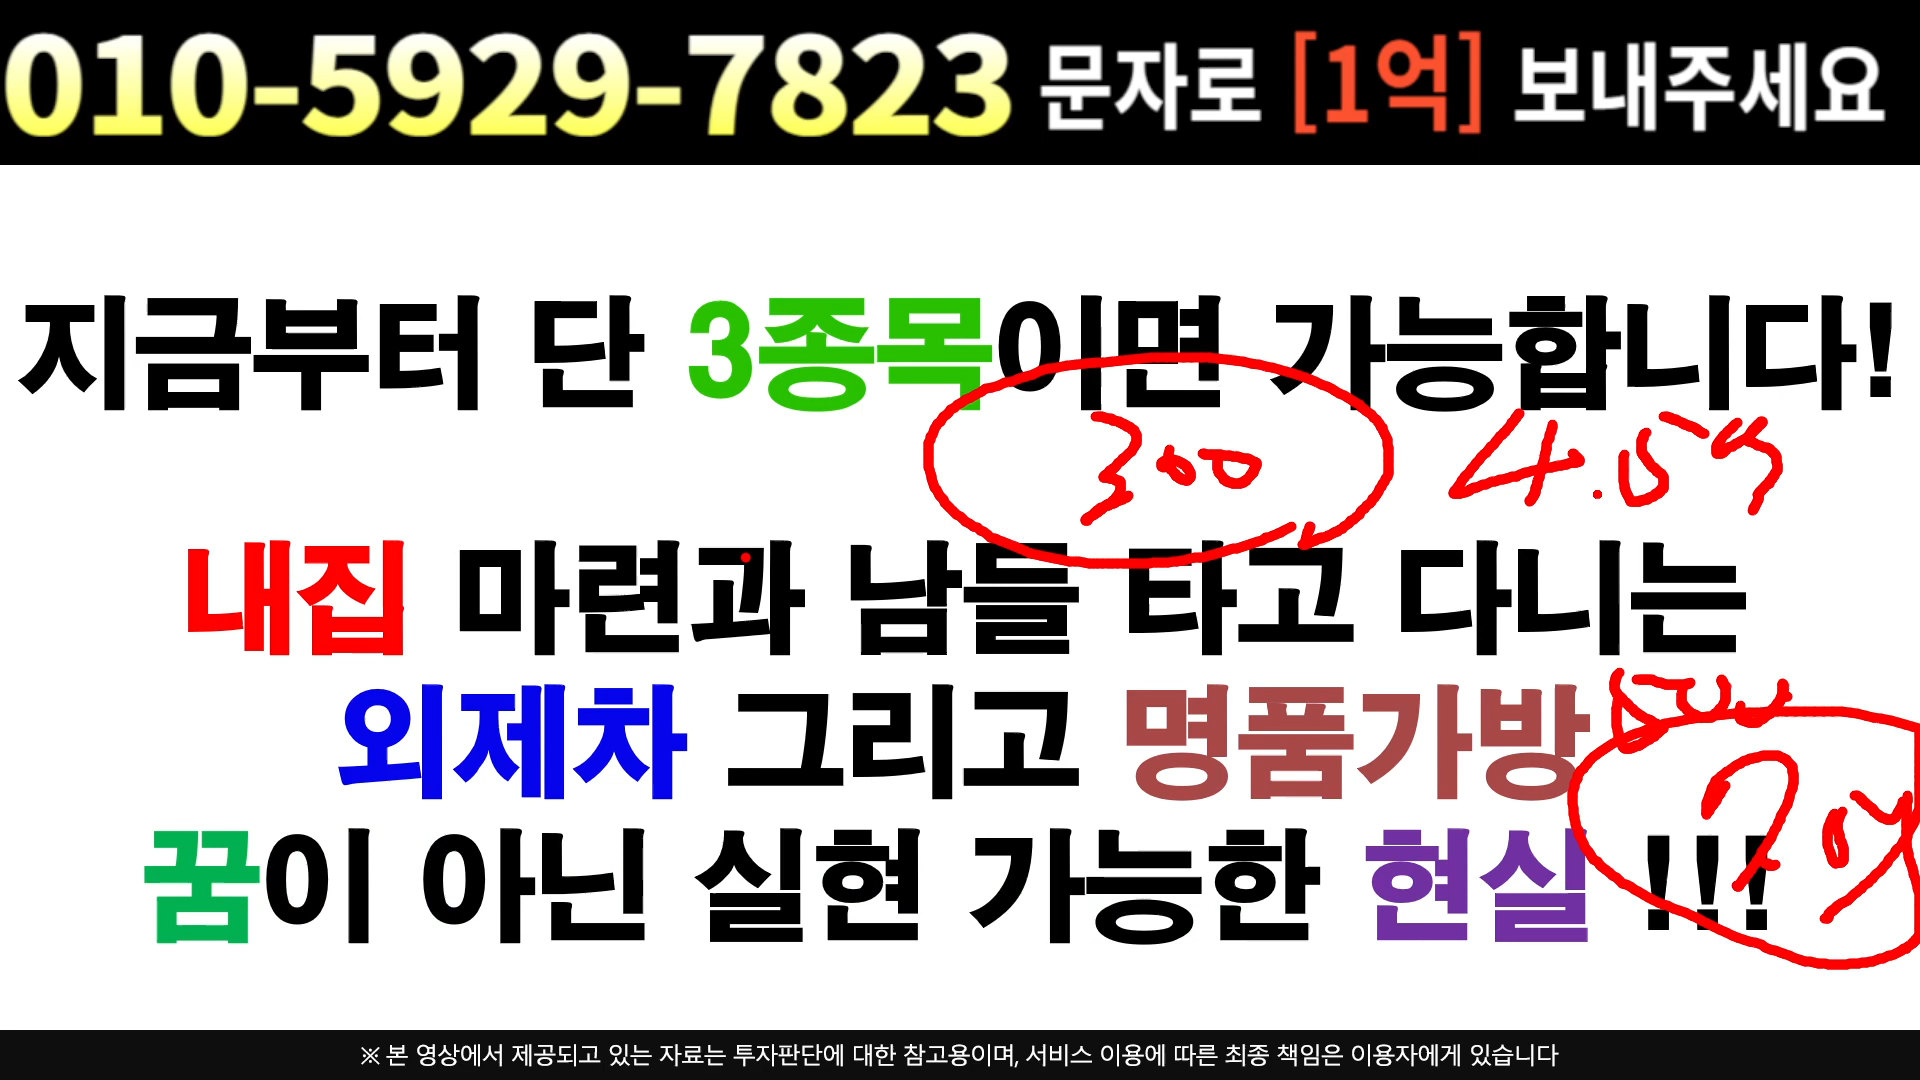 010-5929-7823 문자로 [1억] 보내주세요
지금부터 단 3종목이면 가능합니다!
300 4.5억
내집 마련과 남들 타고 다니는
외제차 그리고 명품가방
500
꿈이 아닌 실현 가능한 현실 !!!
※ 본 영상에서 제공되고 있는 자료는 투자판단에 대한 참고용이며, 서비스 이용에 따른 최종 책임은 이용자에게 있습니다